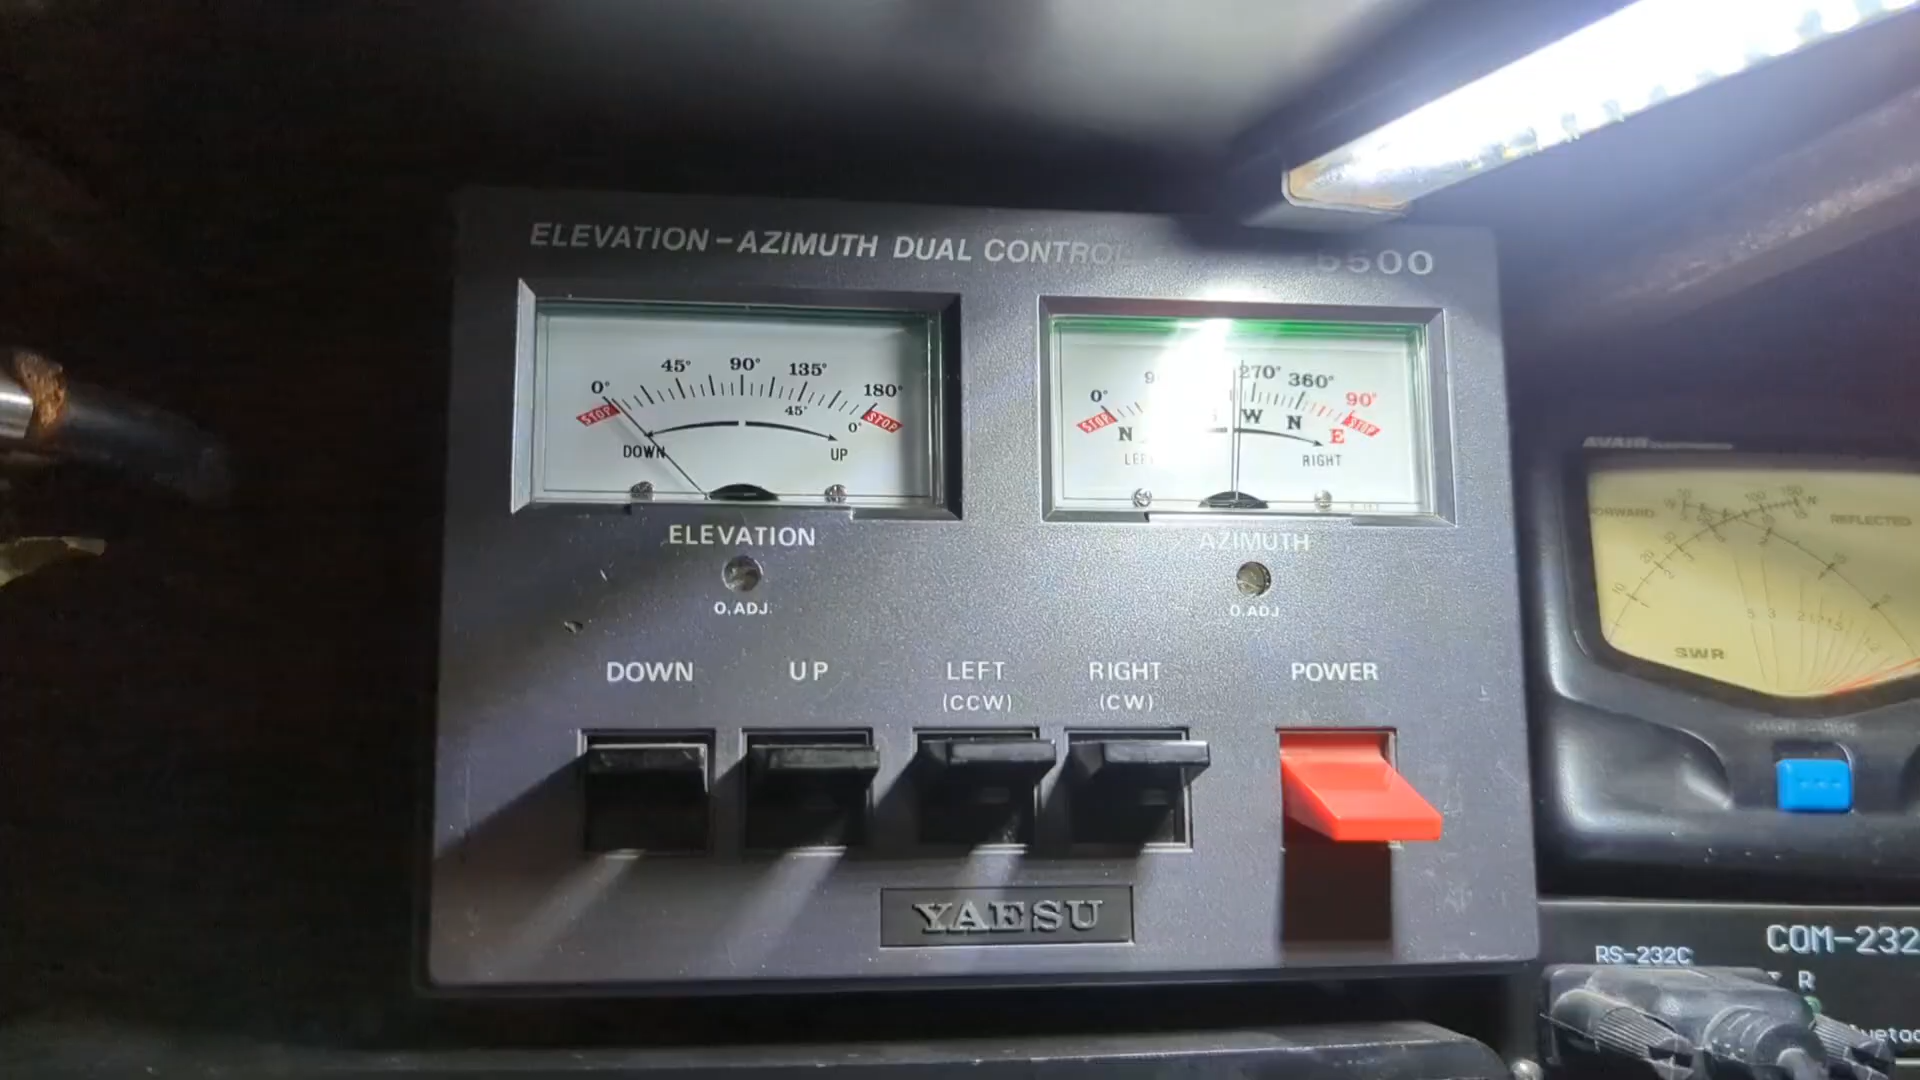 ELEVATION-AZIMUTH DUAL CONTROL 5500
0° 45° 90° 135° 180°
STOP 45° 0° STOP
DOWN UP
ELEVATION
O.ADJ.
0° 270° 360° 90°
STOP N W N E STOP
RIGHT
AZIMUTH
O.ADJ
DOWN UP LEFT RIGHT POWER
(CCW) (CW)
YAESU
AVAIR
FORWARD REFLECTED
SWR
COM-232
RS-232C
R